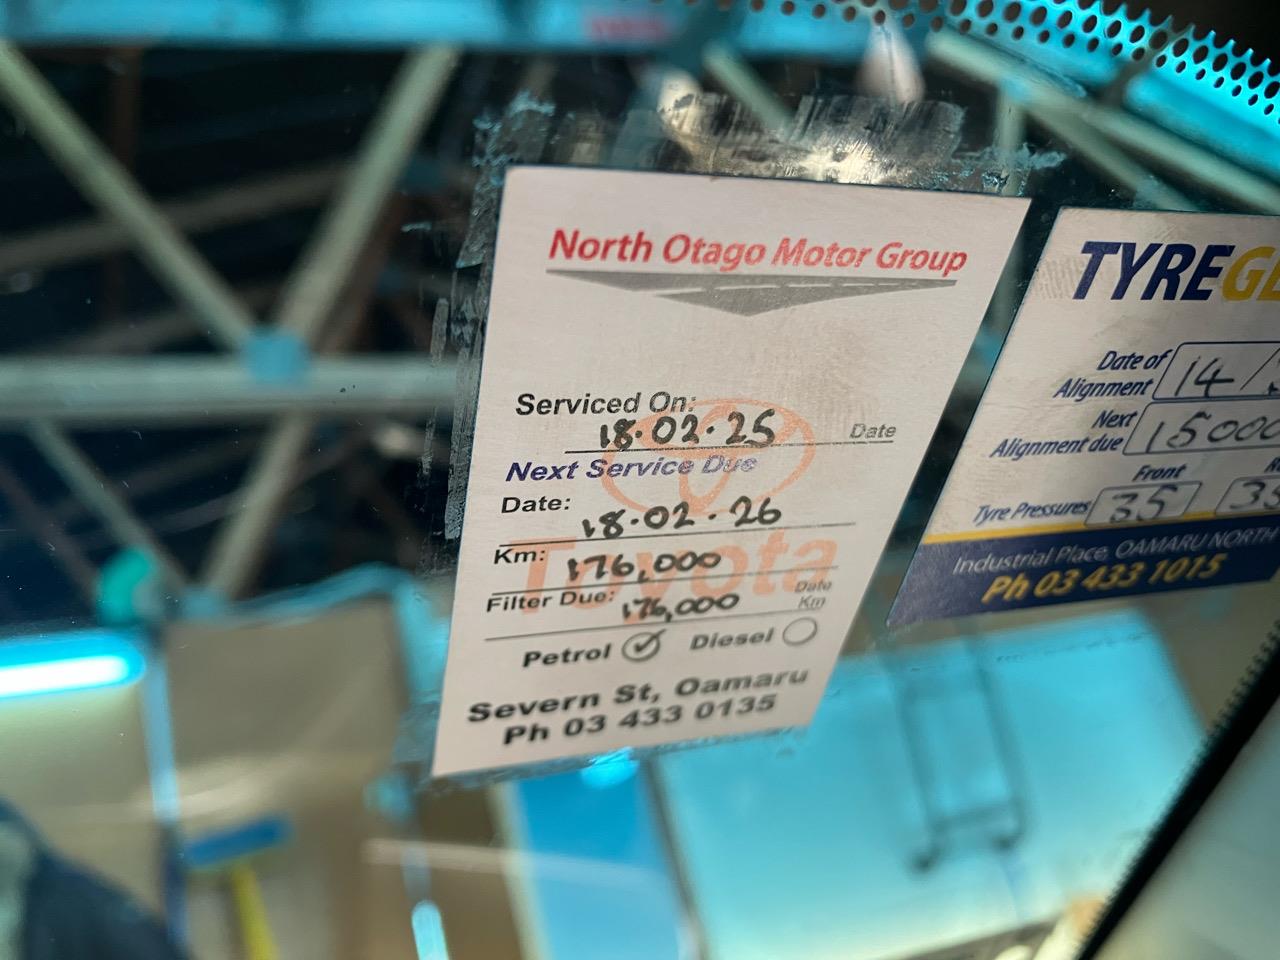 North Otago Motor Group
Serviced On:
18.02.25 Date
Next Service Due
Date: 18.02.26
Toyota
Km: 176,000
Filter Due: 176,000 Date Km
Petrol Diesel
Severn St, Oamaru
Ph 03 433 0135
TYRE
Date of Alignment 14
Next Alignment due
Front
Tyre Pressures 35
Industrial Place, OAMARU NORTH
Ph 03 433 1015